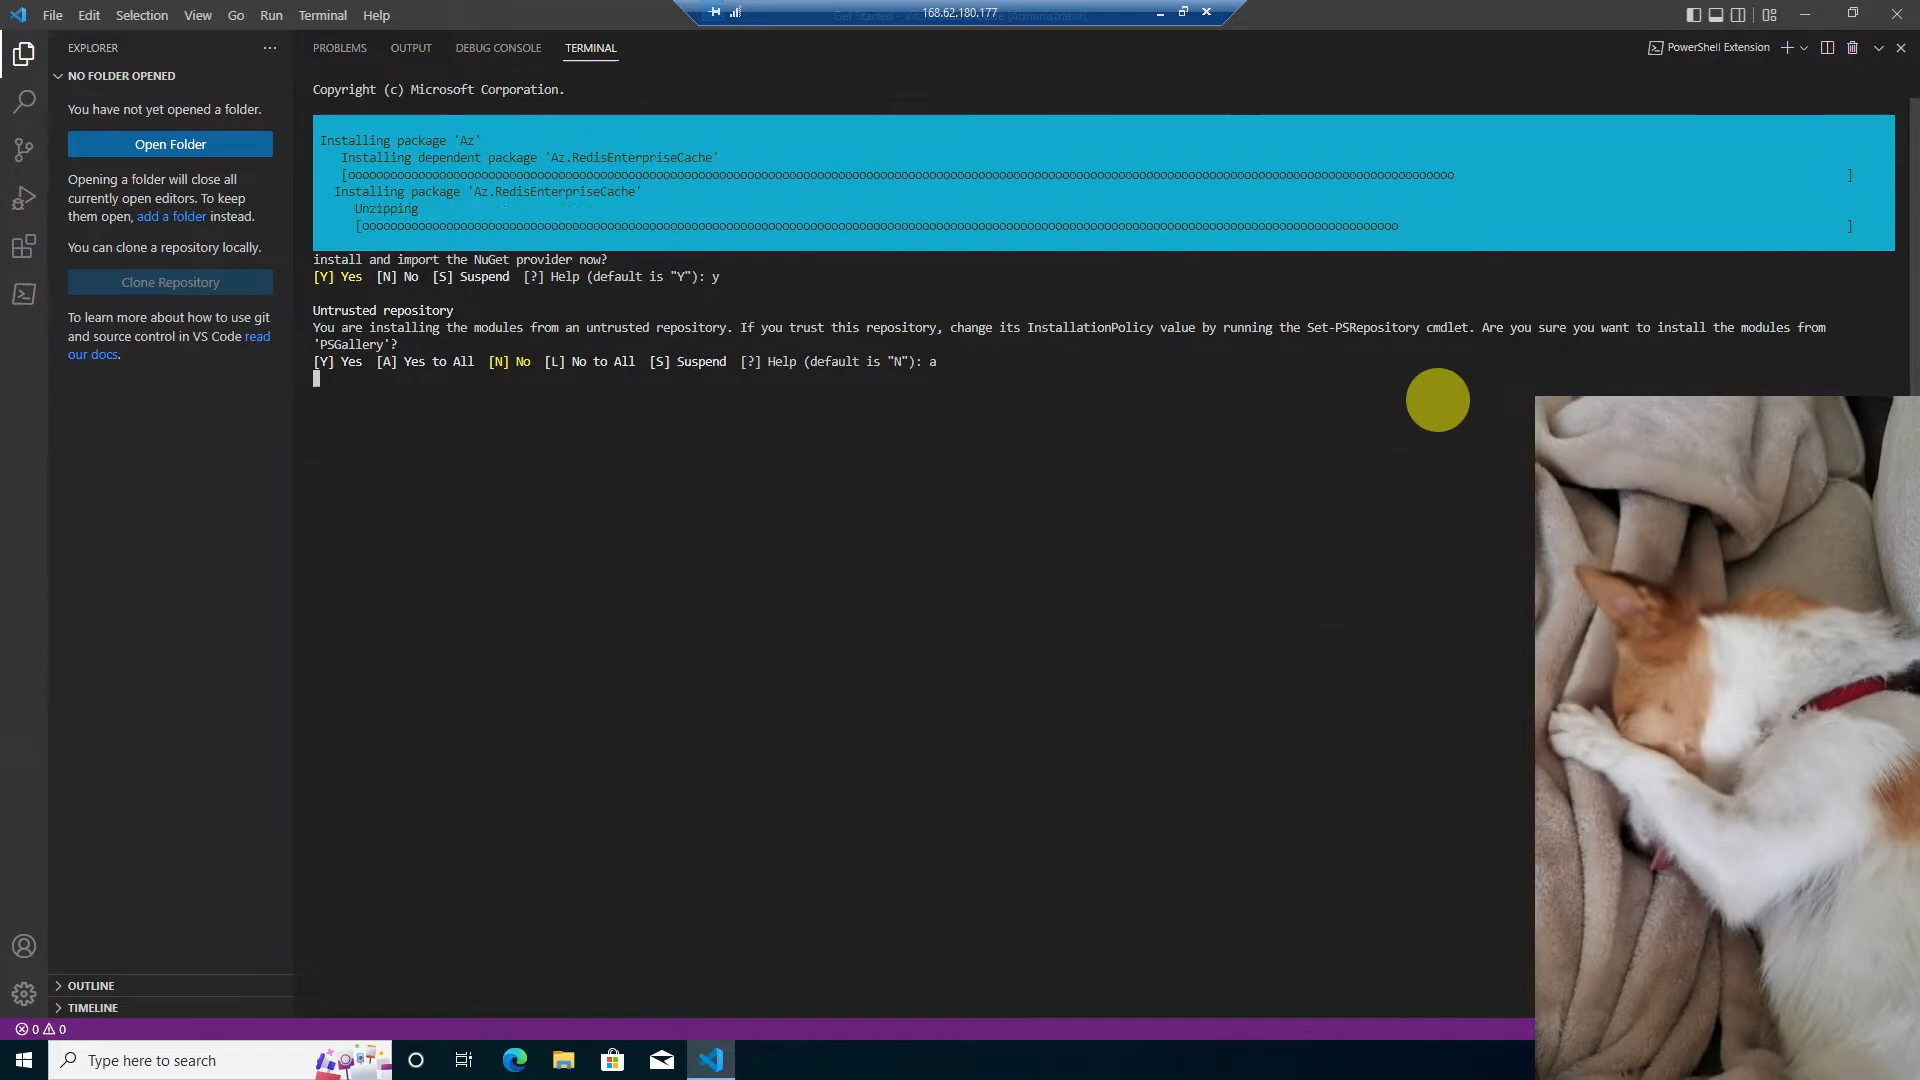 File Edit Selection View Go Run Terminal Help
168.62.180.177
EXPLORER
NO FOLDER OPENED
You have not yet opened a folder.
Open Folder
Opening a folder will close all
currently open editors. To keep
them open, add a folder instead.
You can clone a repository locally.
Clone Repository
To learn more about how to use git
and source control in VS Code read
our docs.
OUTLINE
TIMELINE
PROBLEMS OUTPUT DEBUG CONSOLE TERMINAL
PowerShell Extension
Copyright (c) Microsoft Corporation.
Installing package 'Az'
Installing dependent package 'Az.RedisEnterpriseCache'
Installing package 'Az.RedisEnterpriseCache'
Unzipping
install and import the NuGet provider now?
[Y] Yes [N] No [S] Suspend [?] Help (default is "Y"): y
Untrusted repository
You are installing the modules from an untrusted repository. If you trust this repository, change its InstallationPolicy value by running the Set-PSRepository cmdlet. Are you sure you want to install the modules from
'PSGallery'?
[Y] Yes [A] Yes to All [N] No [L] No to All [S] Suspend [?] Help (default is "N"): a
0 0
Type here to search